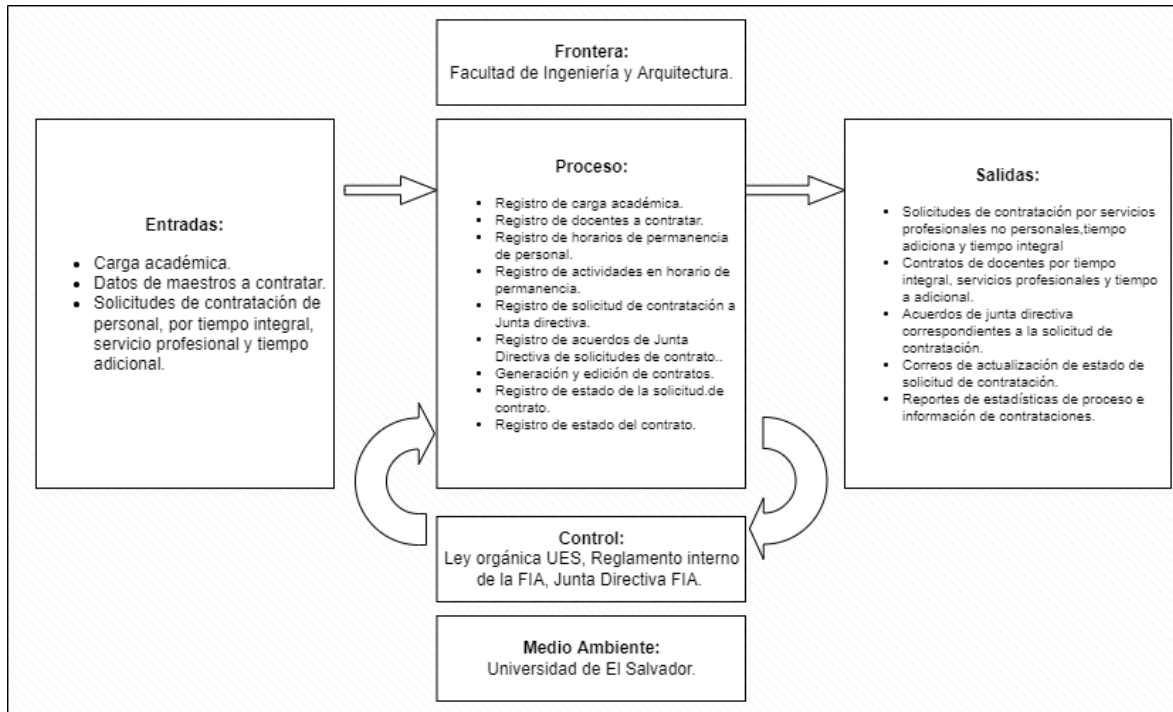 Frontera:
Facultad de Ingeniería y Arquitectura.
Entradas:
• Carga académica.
• Datos de maestros a contratar.
• Solicitudes de contratación de
personal, por tiempo integral,
servicio profesional y tiempo
adicional.
Proceso:
• Registro de carga académica.
• Registro de docentes a contratar.
• Registro de horarios de permanencia
de personal.
• Registro de actividades en horario de
permanencia.
• Registro de solicitud de contratación a
Junta directiva.
• Registro de acuerdos de Junta
Directiva de solicitudes de contrato..
• Generación y edición de contratos.
• Registro de estado de la solicitud.de
contrato.
• Registro de estado del contrato.
Salidas:
• Solicitudes de contratación por servicios
profesionales no personales,tiempo
adiciona y tiempo integral
• Contratos de docentes por tiempo
integral, servicios profesionales y tiempo
a adicional.
• Acuerdos de junta directiva
correspondientes a la solicitud de
contratación.
• Correos de actualización de estado de
solicitud de contratación.
• Reportes de estadísticas de proceso e
información de contrataciones.
Control:
Ley orgánica UES, Reglamento interno
de la FIA, Junta Directiva FIA.
Medio Ambiente:
Universidad de El Salvador.